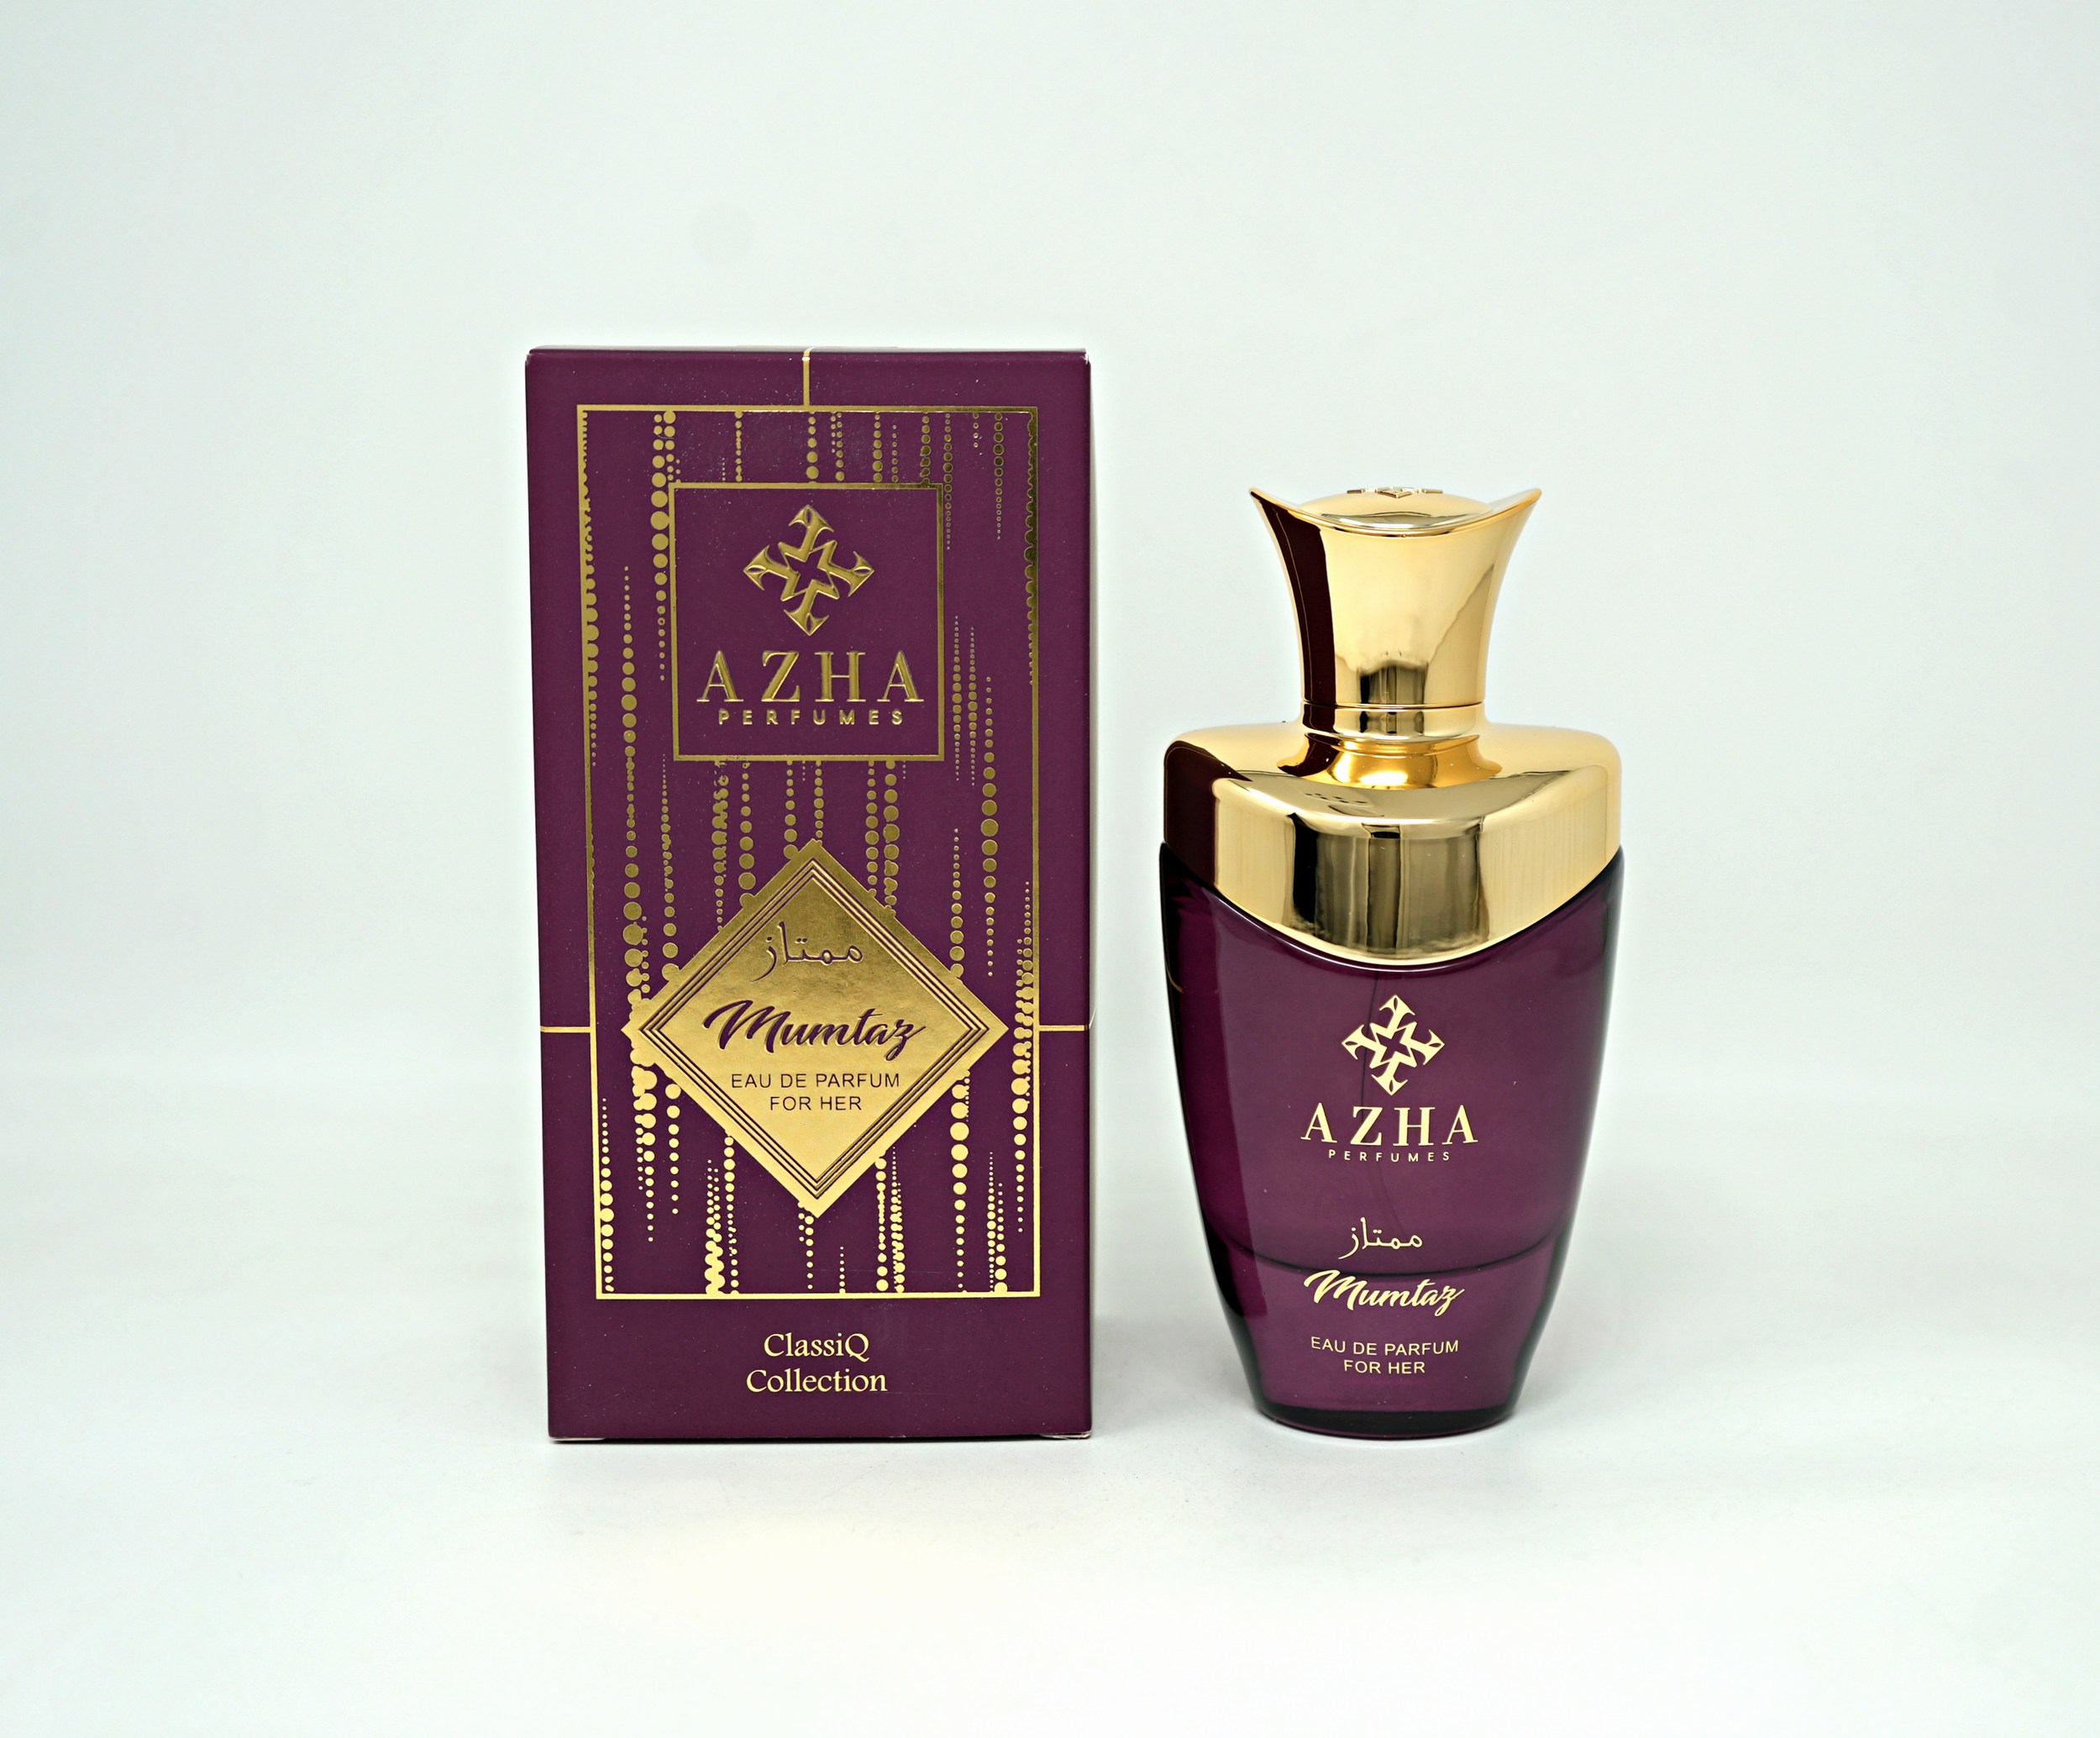 AZHA
PERFUMES
ممتاز
Mumtaz
EAU DE PARFUM
FOR HER
ClassiQ
Collection
AZHA
PERFUMES
ممتاز
Mumtaz
EAU DE PARFUM
FOR HER